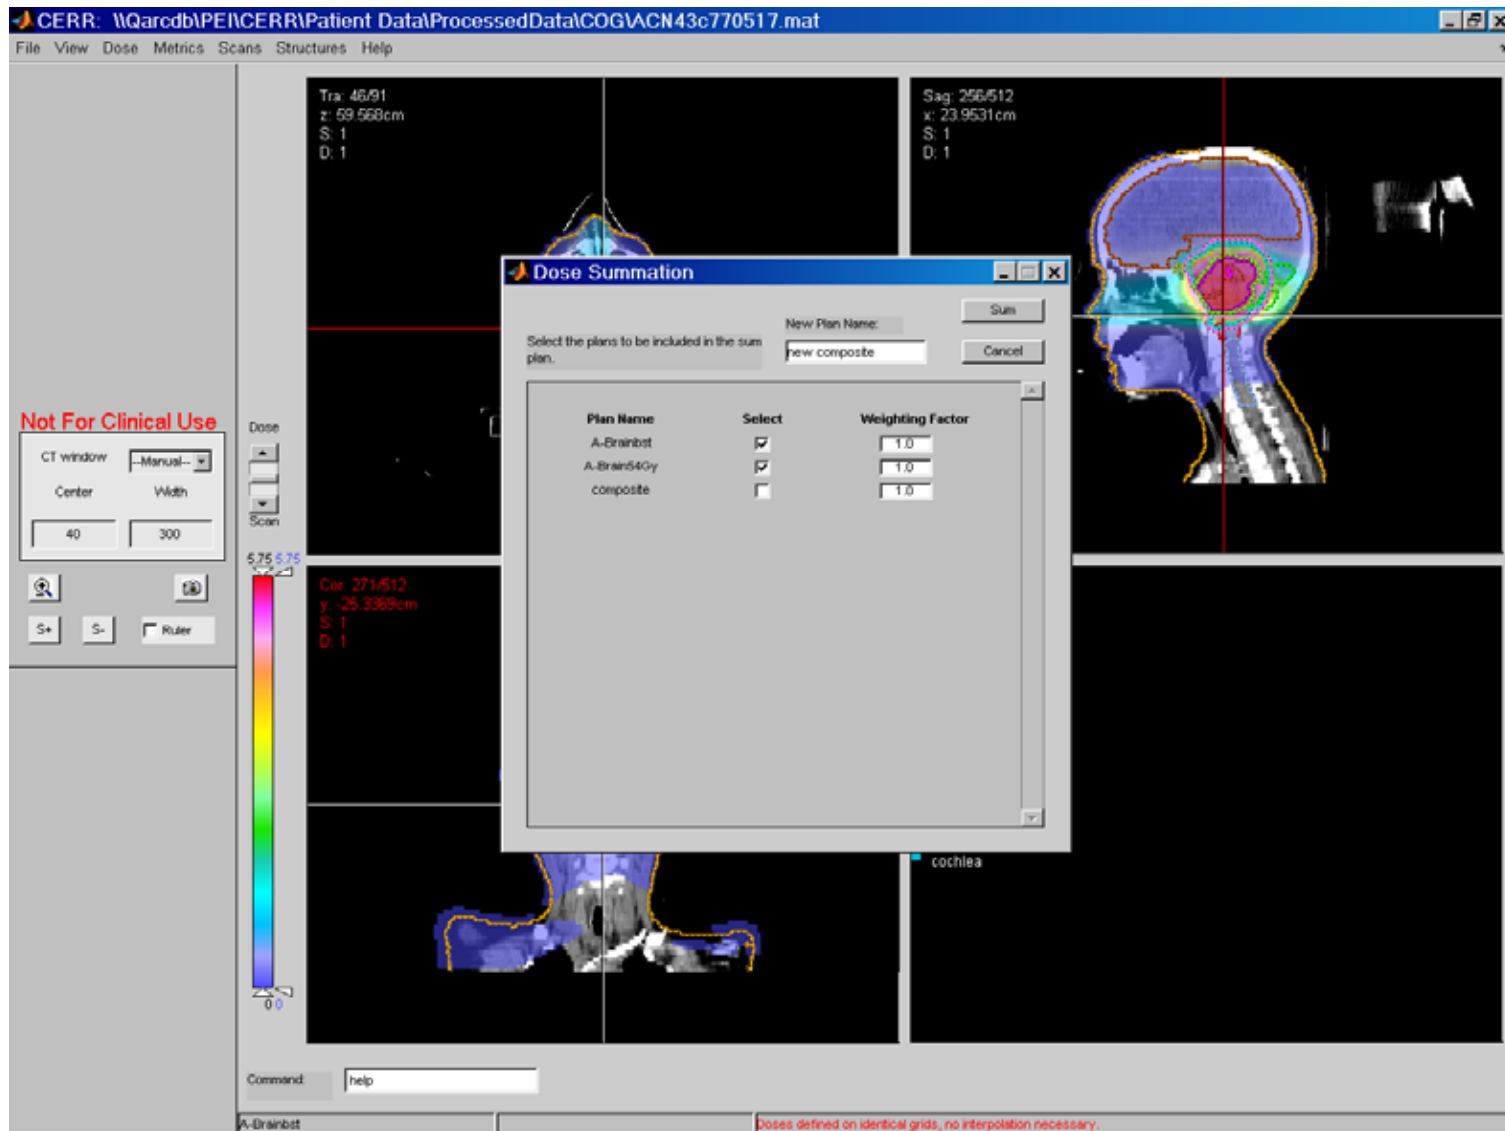 CERR: \\Qarcdb\PEI\CERR\Patient Data\ProcessedData\COG\ACN43c770517.mat
File View Dose Metrics Scans Structures Help
Tra: 46/91
z: 59.568cm
S: 1
D: 1
Sag: 256/512
x: 23.9531cm
S: 1
D: 1
Dose Summation
Select the plans to be included in the sum
plan.
New Plan Name:
new composite
Sum
Cancel
Plan Name Select Weighting Factor
A-Brainbst 1.0
A-Brain54Gy 1.0
composite 1.0
Not For Clinical Use
CT window --Manual--
Center Width
40 300
S+ S- Ruler
Dose
Scan
5.75 5.75
0 0
Cor: 271/512
y: -25.3369cm
S: 1
D: 1
cochlea
Command: help
A-Brainbst
Doses defined on identical grids, no interpolation necessary.